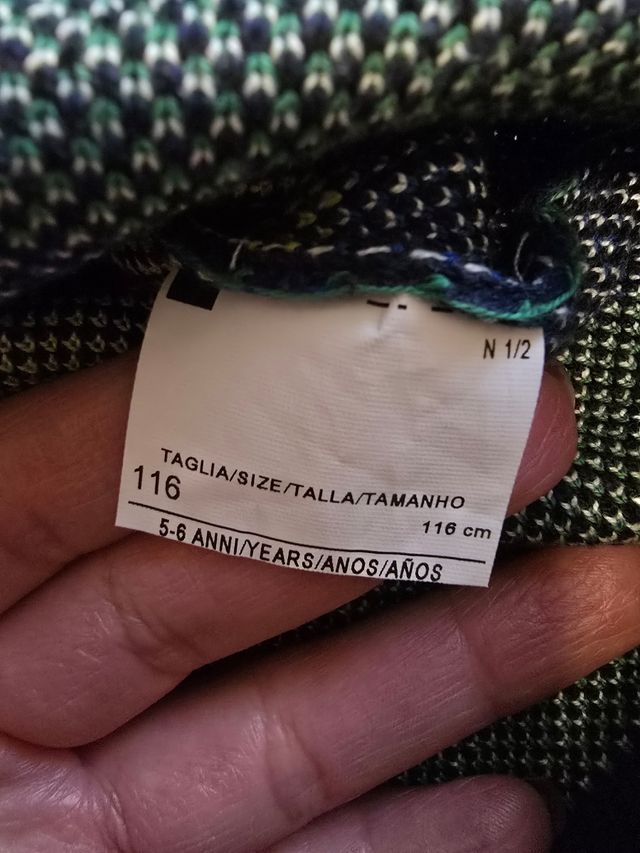 N 1/2
TAGLIA/SIZE/TALLA/TAMANHO
116
116 cm
5-6 ANNI/YEARS/ANOS/AÑOS